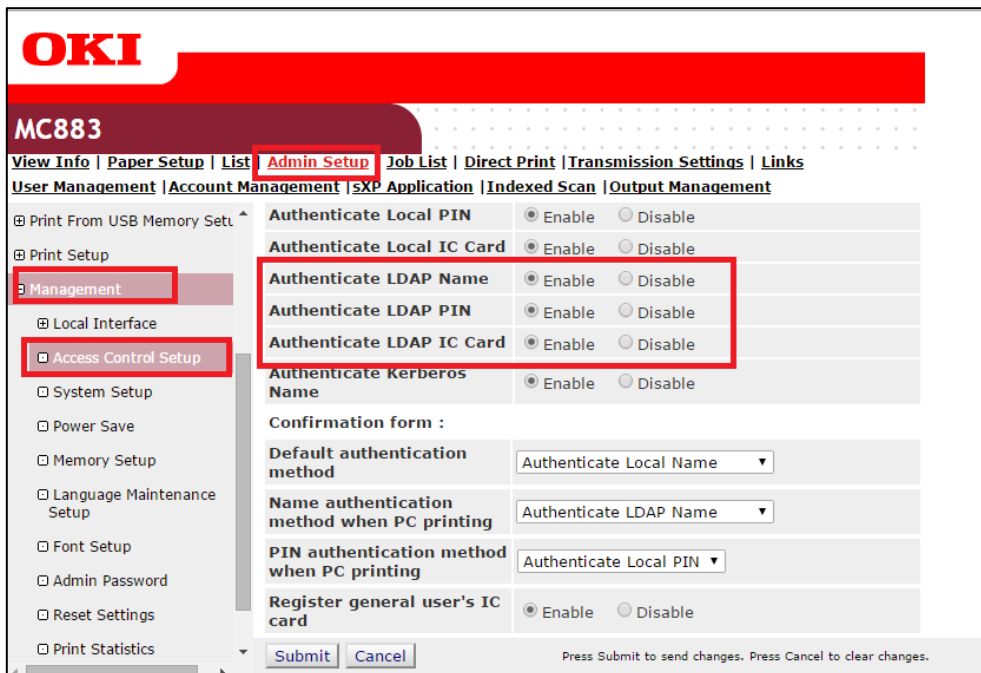 OKI
MC883
View Info | Paper Setup | List | Admin Setup | Job List | Direct Print |Transmission Settings | Links
User Management |Account Management |sXP Application |Indexed Scan |Output Management
Print From USB Memory Setu
Print Setup
Management
Local Interface
Access Control Setup
System Setup
Power Save
Memory Setup
Language Maintenance
Setup
Font Setup
Admin Password
Reset Settings
Print Statistics
Authenticate Local PIN Enable Disable
Authenticate Local IC Card Enable Disable
Authenticate LDAP Name Enable Disable
Authenticate LDAP PIN Enable Disable
Authenticate LDAP IC Card Enable Disable
Authenticate Kerberos
Name Enable Disable
Confirmation form :
Default authentication
method Authenticate Local Name
Name authentication
method when PC printing Authenticate LDAP Name
PIN authentication method
when PC printing Authenticate Local PIN
Register general user's IC
card Enable Disable
Submit Cancel Press Submit to send changes. Press Cancel to clear changes.